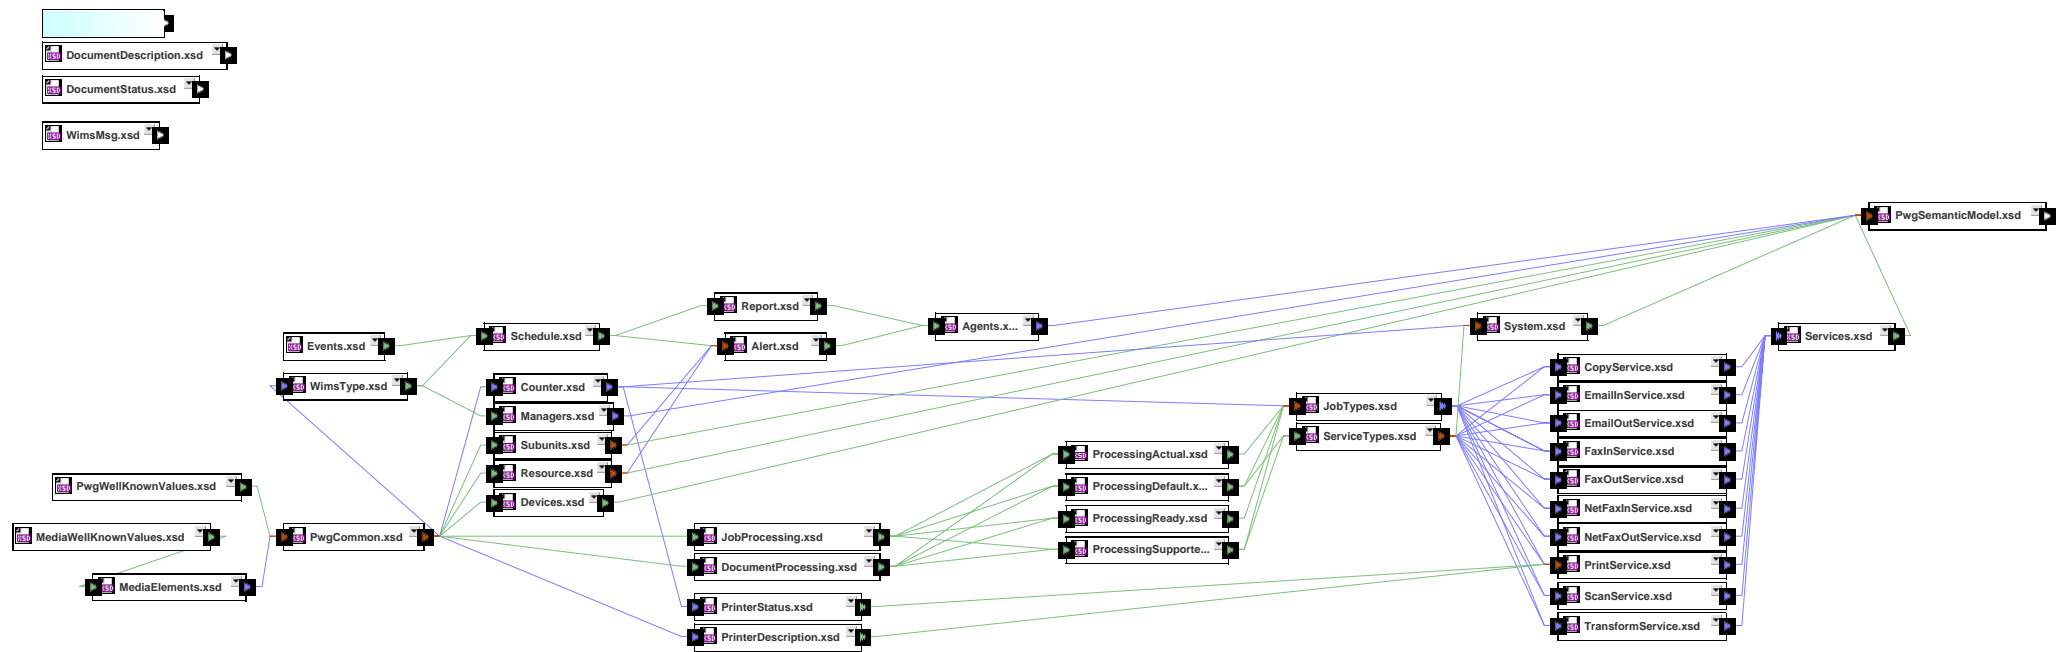 DocumentDescription.xsd
DocumentStatus.xsd
WimsMsg.xsd
PwgSemanticModel.xsd
Report.xsd
Agents.x...
System.xsd
Events.xsd
Schedule.xsd
Alert.xsd
Services.xsd
WimsType.xsd
Counter.xsd
Managers.xsd
Subunits.xsd
Resource.xsd
Devices.xsd
JobTypes.xsd
ServiceTypes.xsd
CopyService.xsd
EmailInService.xsd
EmailOutService.xsd
FaxInService.xsd
FaxOutService.xsd
NetFaxInService.xsd
NetFaxOutService.xsd
PrintService.xsd
ScanService.xsd
TransformService.xsd
ProcessingActual.xsd
ProcessingDefault.x...
ProcessingReady.xsd
ProcessingSupporte...
PwgWellKnownValues.xsd
MediaWellKnownValues.xsd
PwgCommon.xsd
MediaElements.xsd
JobProcessing.xsd
DocumentProcessing.xsd
PrinterStatus.xsd
PrinterDescription.xsd